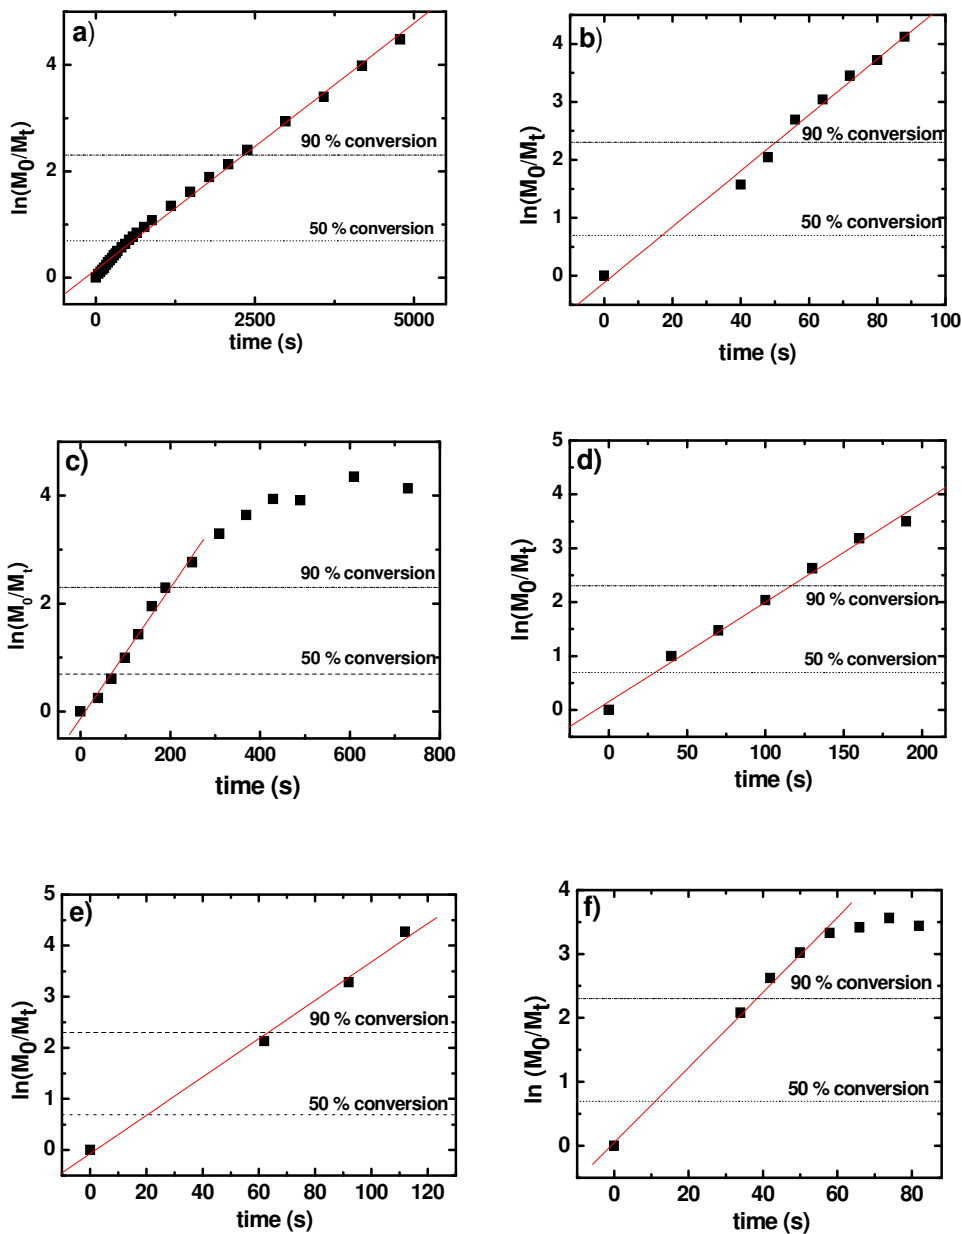 a)
ln(M0/Mt)
4
2
0
90 % conversion
50 % conversion
0
2500
5000
time (s)
b)
ln(M0/Mt)
4
3
2
1
0
90 % conversion
50 % conversion
0
20
40
60
80
100
time (s)
c)
ln(M0/Mt)
4
2
0
90 % conversion
50 % conversion
0
200
400
600
800
time (s)
d)
ln(M0/Mt)
5
4
3
2
1
0
90 % conversion
50 % conversion
0
50
100
150
200
time (s)
e)
ln(M0/Mt)
5
4
3
2
1
0
90 % conversion
50 % conversion
0
20
40
60
80
100
120
time (s)
f)
ln (M0/Mt)
4
3
2
1
0
90 % conversion
50 % conversion
0
20
40
60
80
time (s)